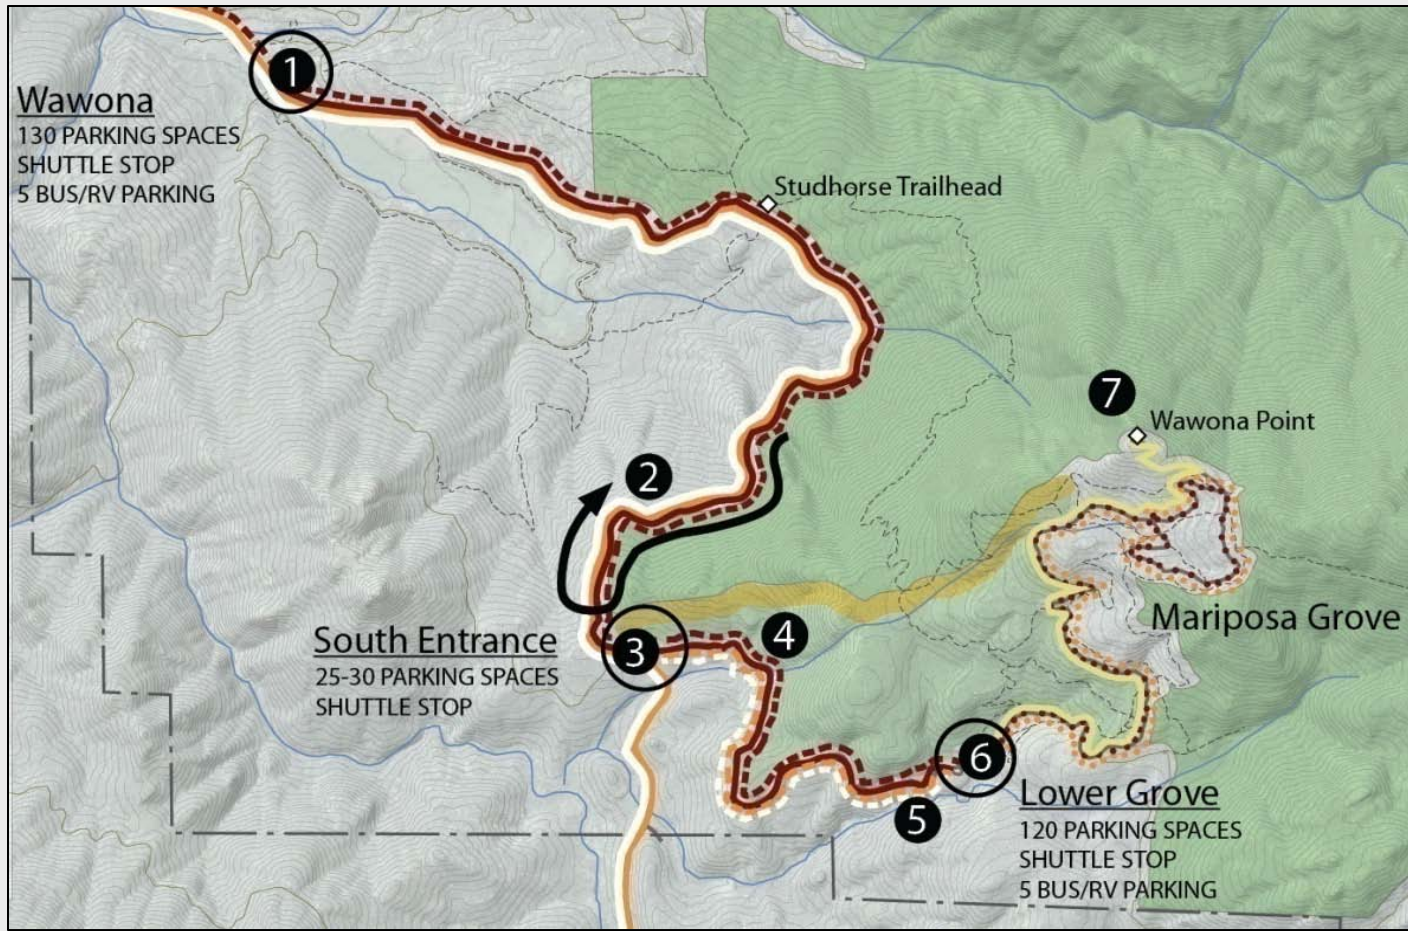 1
Wawona
130 PARKING SPACES
SHUTTLE STOP
5 BUS/RV PARKING
Studhorse Trailhead
7
Wawona Point
2
Mariposa Grove
South Entrance
25-30 PARKING SPACES
SHUTTLE STOP
3
4
6
5
Lower Grove
120 PARKING SPACES
SHUTTLE STOP
5 BUS/RV PARKING